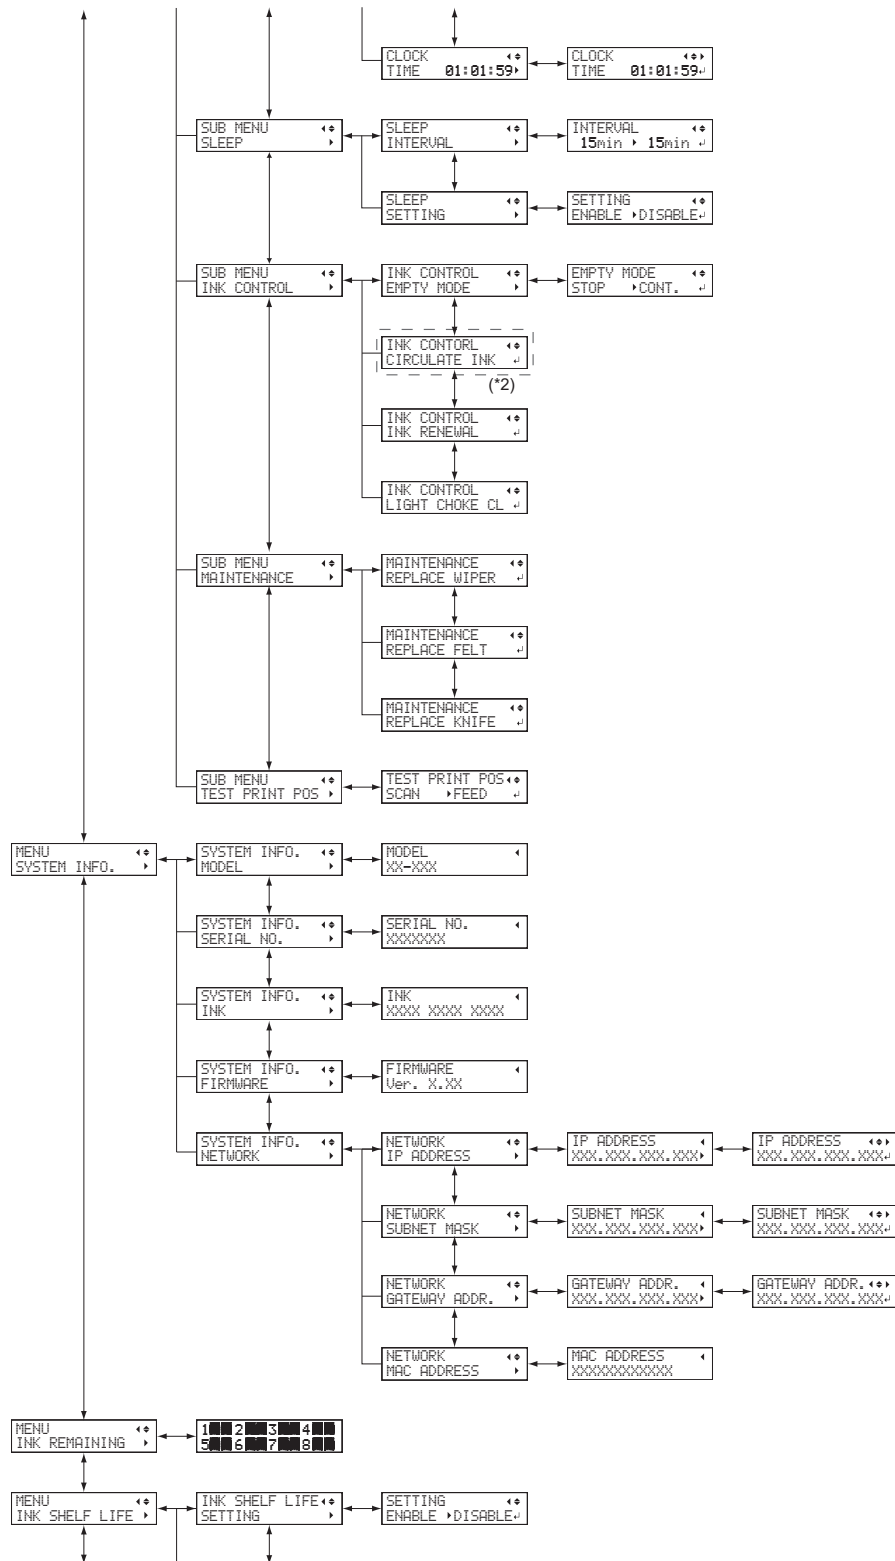 CLOCK
TIME 01:01:59
CLOCK
TIME 01:01:59
SUB MENU
SLEEP
SLEEP
INTERVAL
INTERVAL
15min 15min
SLEEP
SETTING
SETTING
ENABLE DISABLE
SUB MENU
INK CONTROL
INK CONTROL
EMPTY MODE
EMPTY MODE
STOP CONT.
INK CONTORL
CIRCULATE INK
(*2)
INK CONTROL
INK RENEWAL
INK CONTROL
LIGHT CHOKE CL
SUB MENU
MAINTENANCE
MAINTENANCE
REPLACE WIPER
MAINTENANCE
REPLACE FELT
MAINTENANCE
REPLACE KNIFE
SUB MENU
TEST PRINT POS
TEST PRINT POS
SCAN FEED
MENU
SYSTEM INFO.
SYSTEM INFO.
MODEL
MODEL
XX-XXX
SYSTEM INFO.
SERIAL NO.
SERIAL NO.
XXXXXXX
SYSTEM INFO.
INK
INK
XXXX XXXX XXXX
SYSTEM INFO.
FIRMWARE
FIRMWARE
Ver. X.XX
SYSTEM INFO.
NETWORK
NETWORK
IP ADDRESS
IP ADDRESS
XXX.XXX.XXX.XXX
IP ADDRESS
XXX.XXX.XXX.XXX
NETWORK
SUBNET MASK
SUBNET MASK
XXX.XXX.XXX.XXX
SUBNET MASK
XXX.XXX.XXX.XXX
NETWORK
GATEWAY ADDR.
GATEWAY ADDR.
XXX.XXX.XXX.XXX
GATEWAY ADDR.
XXX.XXX.XXX.XXX
NETWORK
MAC ADDRESS
MAC ADDRESS
XXXXXXXXXXXX
MENU
INK REMAINING
1 2 3 4
5 6 7 8
MENU
INK SHELF LIFE
INK SHELF LIFE
SETTING
SETTING
ENABLE DISABLE